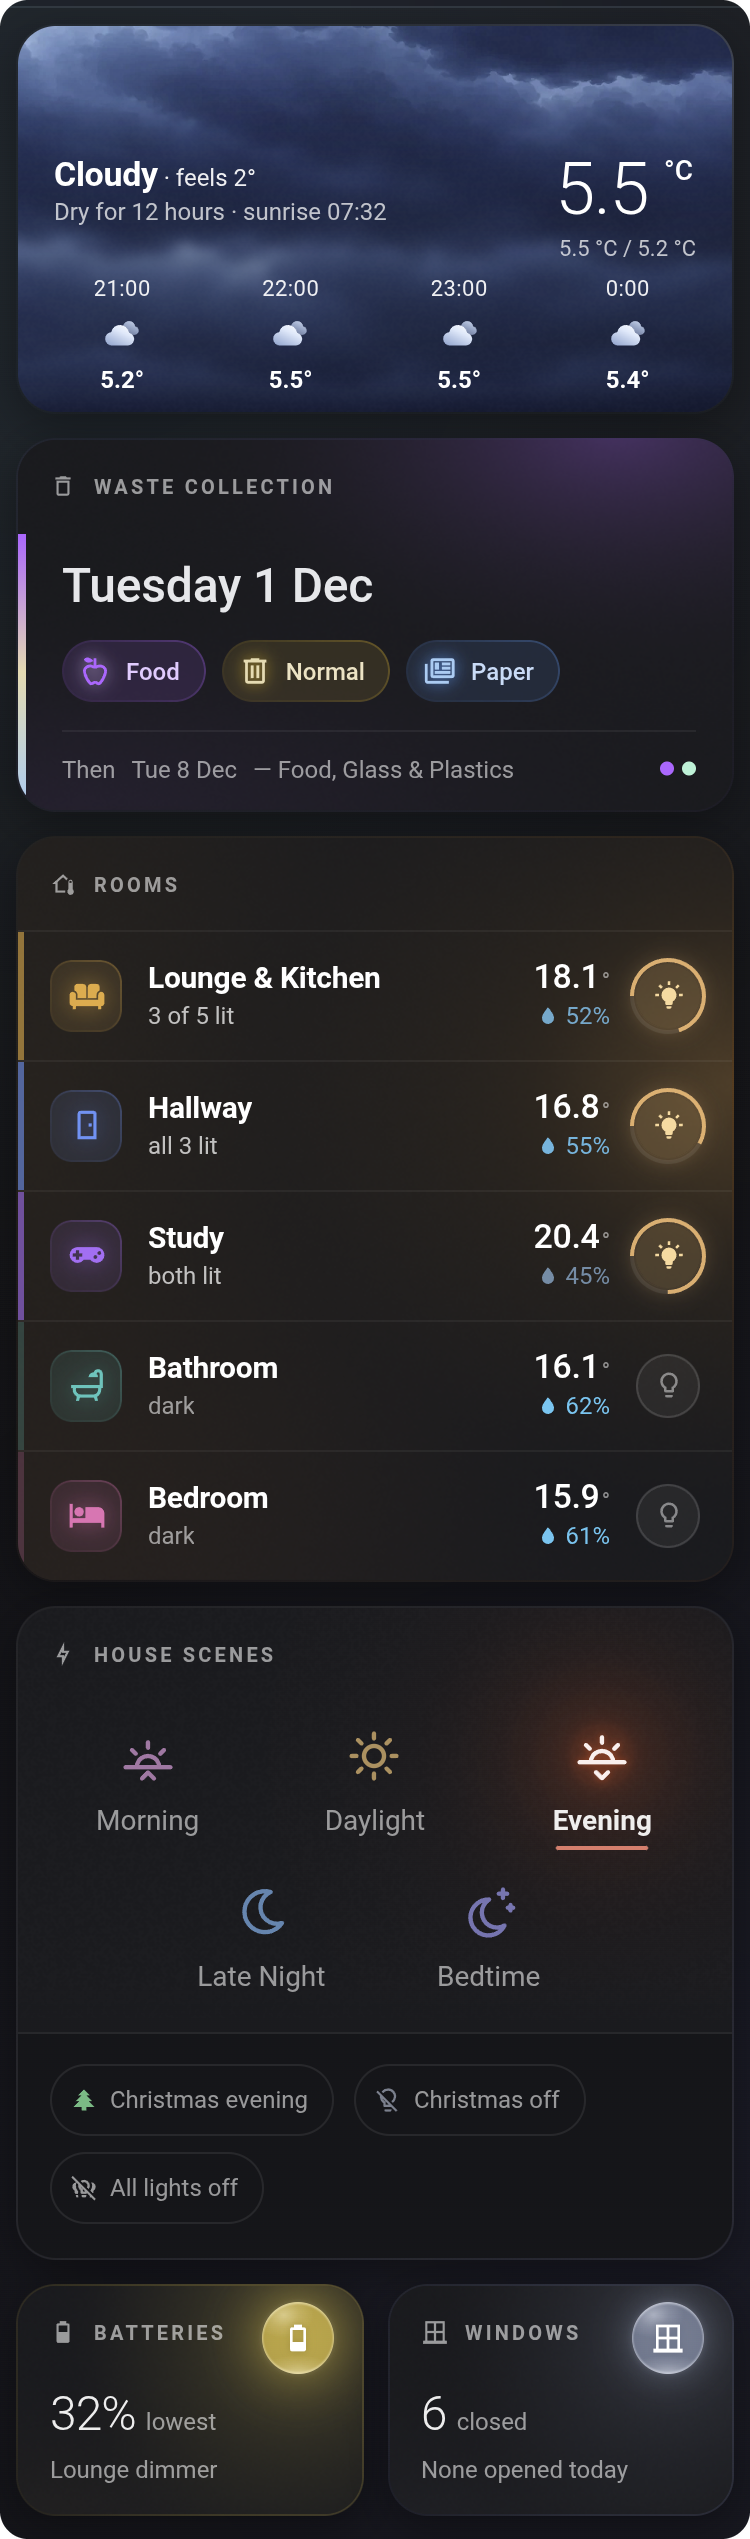 Cloudy · feels 2°
Dry for 12 hours · sunrise 07:32
5.5 °C
5.5 °C / 5.2 °C
21:00 22:00 23:00 0:00
5.2° 5.5° 5.5° 5.4°
WASTE COLLECTION
Tuesday 1 Dec
Food Normal Paper
Then Tue 8 Dec — Food, Glass & Plastics
ROOMS
Lounge & Kitchen 18.1°
3 of 5 lit 52%
Hallway 16.8°
all 3 lit 55%
Study 20.4°
both lit 45%
Bathroom 16.1°
dark 62%
Bedroom 15.9°
dark 61%
HOUSE SCENES
Morning Daylight Evening
Late Night Bedtime
Christmas evening Christmas off
All lights off
BATTERIES
32% lowest
Lounge dimmer
WINDOWS
6 closed
None opened today